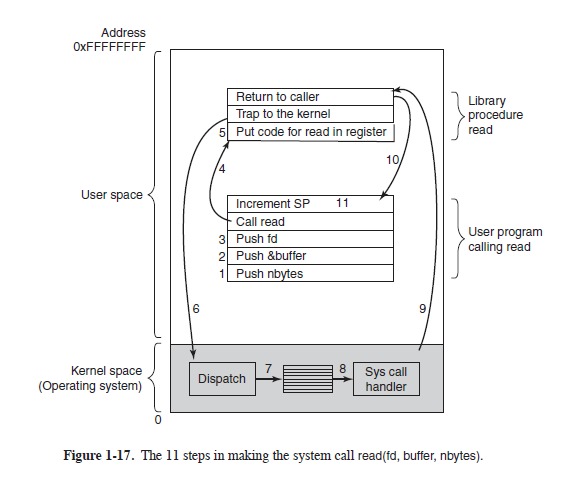 Address
0xFFFFFFFF
Return to caller
Trap to the kernel
5 Put code for read in register
Library
procedure
read
4
10
User space
Increment SP 11
Call read
3 Push fd
2 Push &buffer
1 Push nbytes
User program
calling read
6
9
Kernel space
(Operating system)
Dispatch
7
8
Sys call
handler
0
Figure 1-17. The 11 steps in making the system call read(fd, buffer, nbytes).